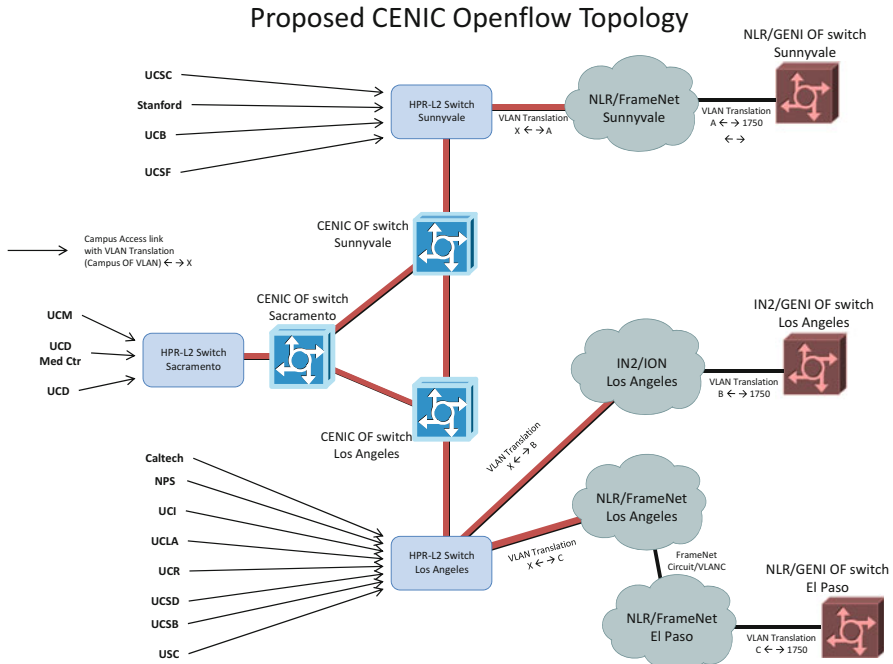 Proposed CENIC Openflow Topology
NLR/GENI OF switch
Sunnyvale
UCSC
Stanford
UCB
UCSF
HPR-L2 Switch
Sunnyvale
VLAN Translation
X ←→ A
NLR/FrameNet
Sunnyvale
VLAN Translation
A ←→ 1750
←→
CENIC OF switch
Sunnyvale
Campus Access link
with VLAN Translation
(Campus OF VLAN) ←→ X
CENIC OF switch
Sacramento
UCM
UCD
Med Ctr
UCD
HPR-L2 Switch
Sacramento
IN2/GENI OF switch
Los Angeles
IN2/ION
Los Angeles
VLAN Translation
B ←→ 1750
CENIC OF switch
Los Angeles
VLAN Translation
X ←→ B
Caltech
NPS
UCI
UCLA
UCR
UCSD
UCSB
USC
HPR-L2 Switch
Los Angeles
VLAN Translation
X ←→ C
NLR/FrameNet
Los Angeles
FrameNet
Circuit/VLANC
NLR/GENI OF switch
El Paso
NLR/FrameNet
El Paso
VLAN Translation
C ←→ 1750